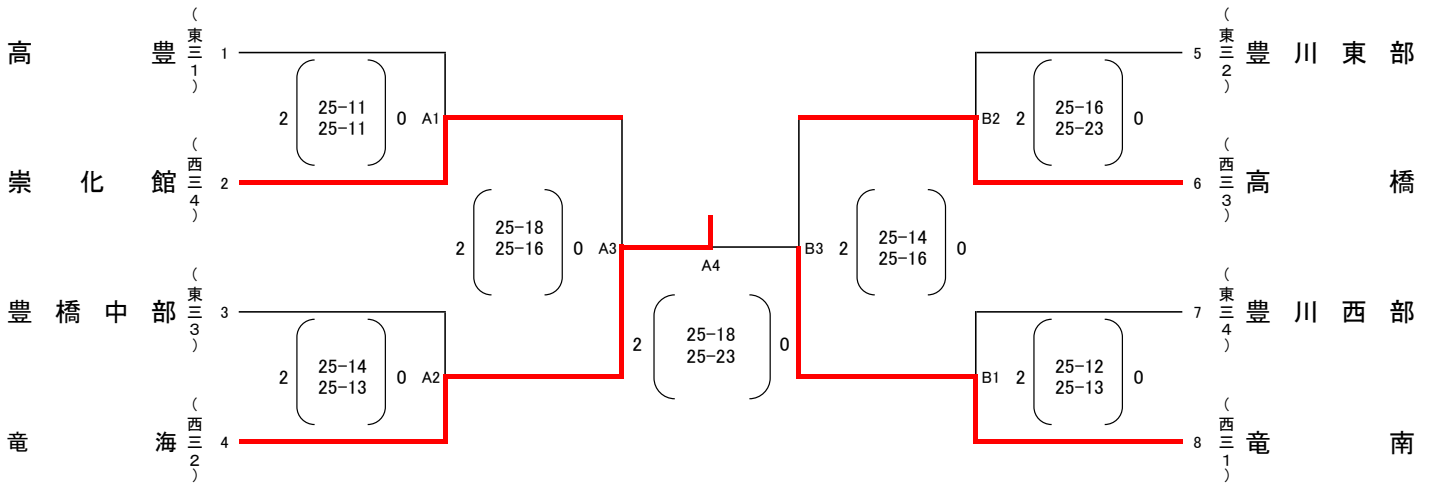 高豊 (東三1) 1
2 25-11 0 A1
25-11
崇化館 (西三4) 2
2 25-18 0 A3
25-16
豊橋中部 (東三3) 3
2 25-14 0 A2
25-13
竜海 (西三2) 4
A4
2 25-18 0
25-23
5 (東三2) 豊川東部
B2 2 25-16 0
25-23
6 (西三3) 高橋
B3 2 25-14 0
25-16
7 (東三4) 豊川西部
B1 2 25-12 0
25-13
8 (西三1) 竜南